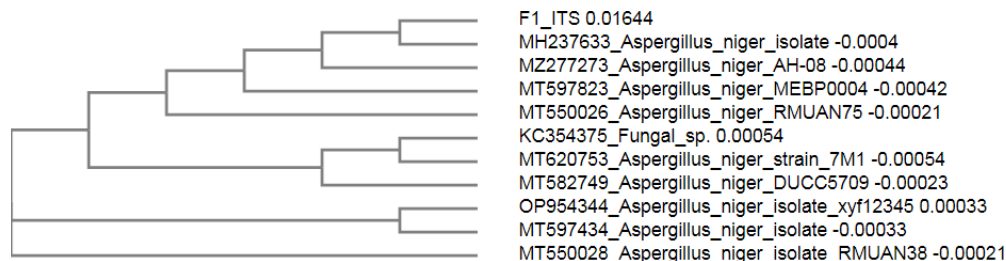 F1_ITS 0.01644
MH237633_Aspergillus_niger_isolate -0.0004
MZ277273_Aspergillus_niger_AH-08 -0.00044
MT597823_Aspergillus_niger_MEBP0004 -0.00042
MT550026_Aspergillus_niger_RMUAN75 -0.00021
KC354375_Fungal_sp. 0.00054
MT620753_Aspergillus_niger_strain_7M1 -0.00054
MT582749_Aspergillus_niger_DUCC5709 -0.00023
OP954344_Aspergillus_niger_isolate_xyf12345 0.00033
MT597434_Aspergillus_niger_isolate -0.00033
MT550028_Aspergillus_niger_isolate_RMUAN38 -0.00021